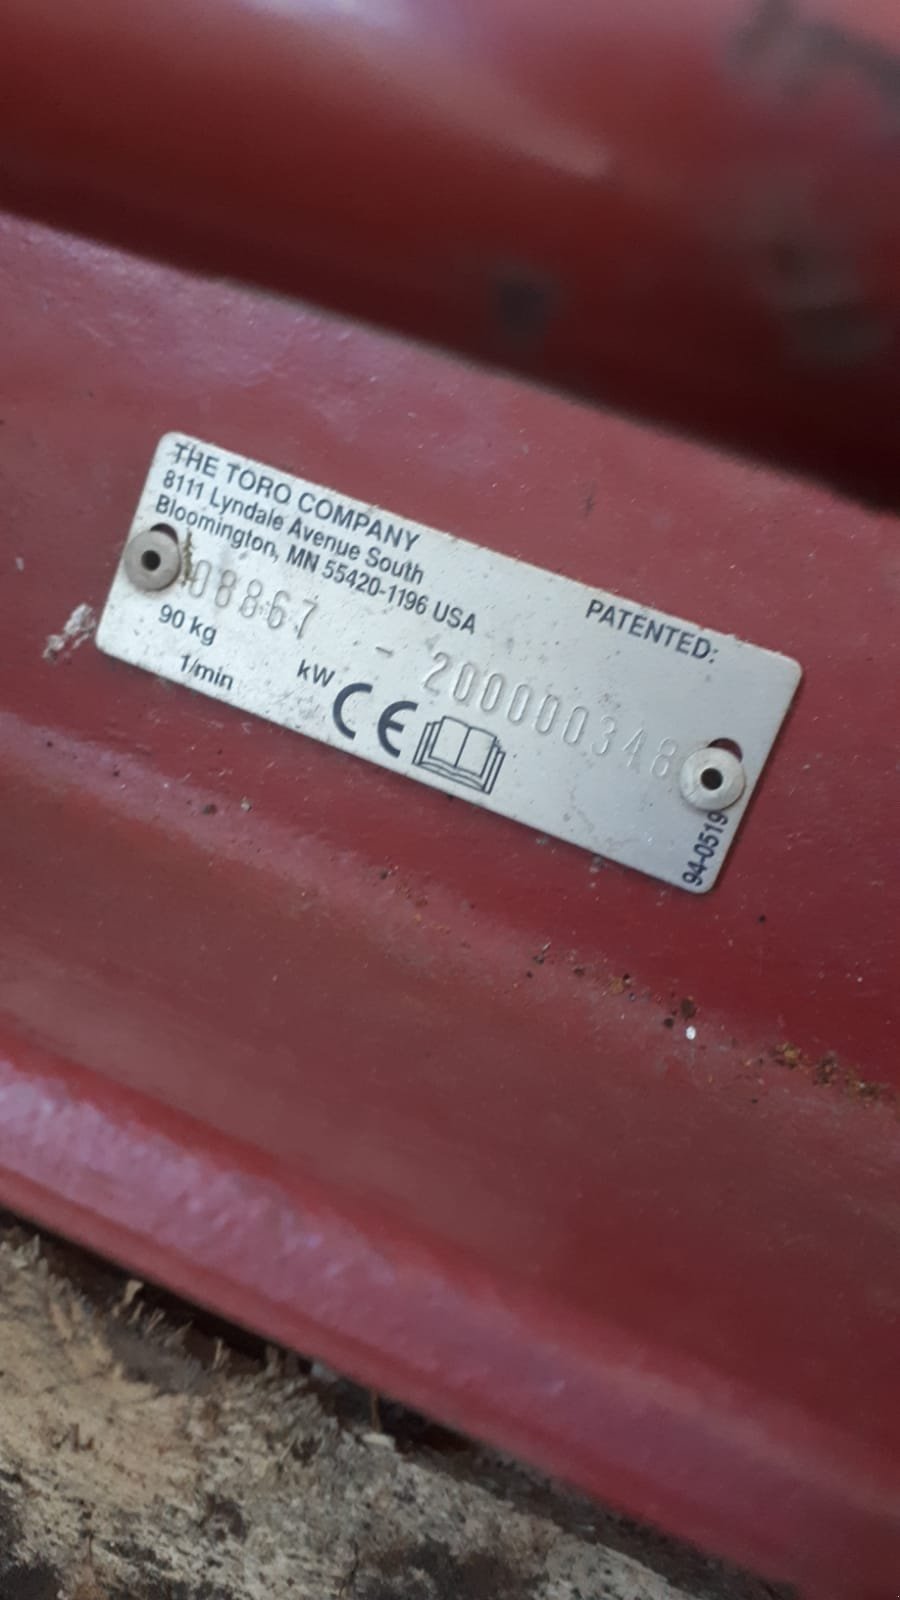 THE TORO COMPANY
8111 Lyndale Avenue South
Bloomington, MN 55420-1196 USA
PATENTED:
08867 - 200000348
90 kg
1/min kW CE
94-0519